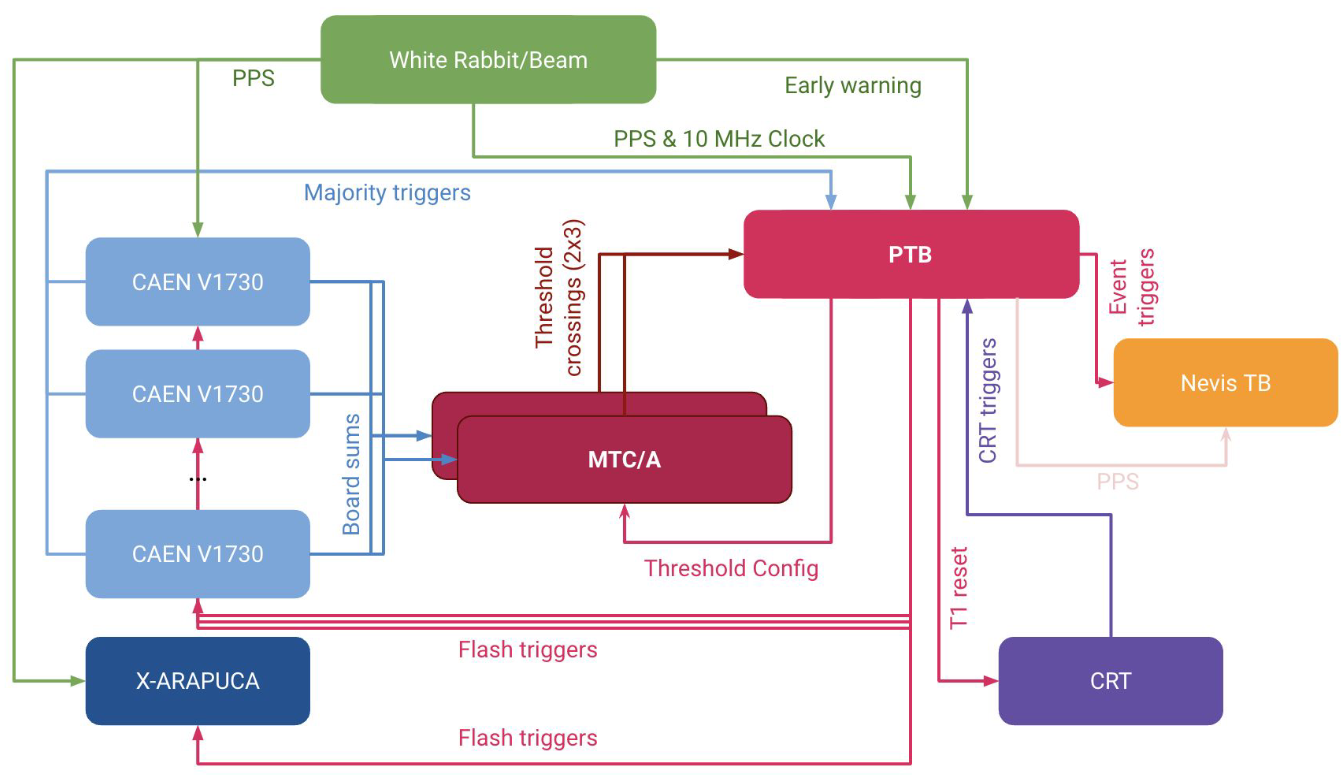 White Rabbit/Beam
PPS
Early warning
PPS & 10 MHz Clock
Majority triggers
Threshold
crossings (2x3)
PTB
CAEN V1730
Event
triggers
CAEN V1730
Nevis TB
CRT triggers
Board sums
MTC/A
...
PPS
CAEN V1730
Threshold Config
T1 reset
Flash triggers
X-ARAPUCA
CRT
Flash triggers